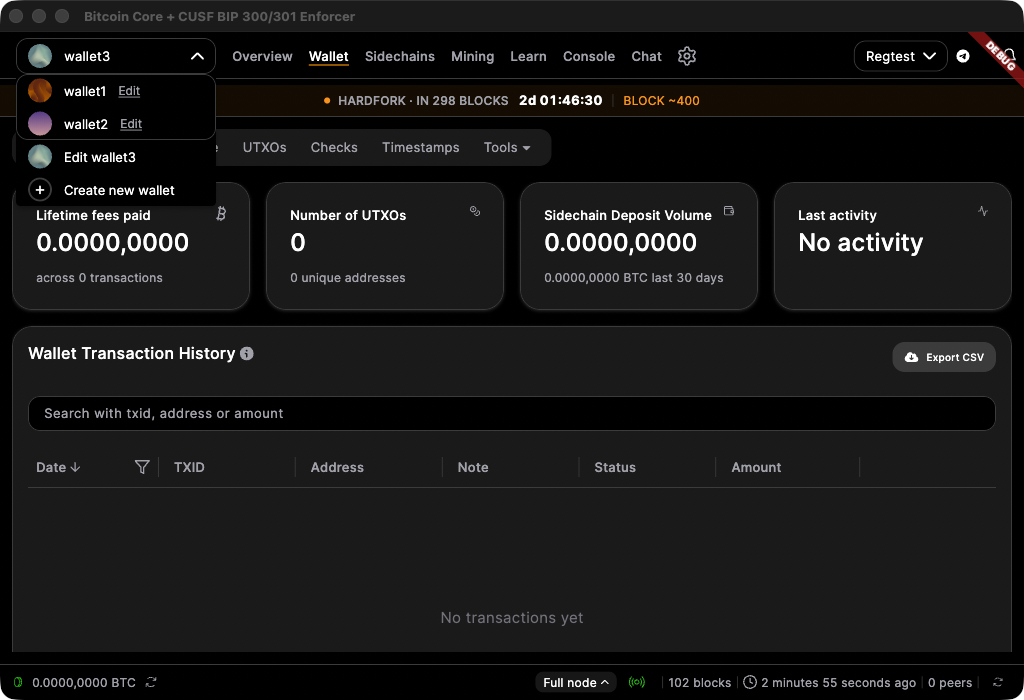 Bitcoin Core + CUSF BIP 300/301 Enforcer
wallet3 Overview Wallet Sidechains Mining Learn Console Chat Regtest DEBUG
wallet1 Edit
HARDFORK · IN 298 BLOCKS 2d 01:46:30 BLOCK ~400
wallet2 Edit
Edit wallet3
UTXOs Checks Timestamps Tools
Create new wallet
Lifetime fees paid Number of UTXOs Sidechain Deposit Volume Last activity
0.0000,0000 0 0.0000,0000 No activity
across 0 transactions 0 unique addresses 0.0000,0000 BTC last 30 days
Wallet Transaction History
Export CSV
Search with txid, address or amount
Date TXID Address Note Status Amount
No transactions yet
0.0000,0000 BTC Full node 102 blocks 2 minutes 55 seconds ago 0 peers